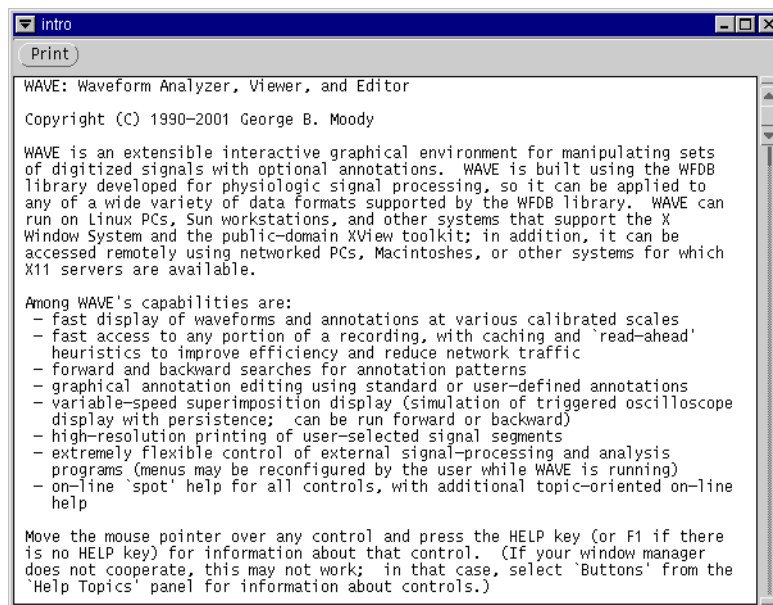 intro
Print
WAVE: Waveform Analyzer, Viewer, and Editor
Copyright (C) 1990-2001 George B. Moody
WAVE is an extensible interactive graphical environment for manipulating sets
of digitized signals with optional annotations.  WAVE is built using the WFDB
library developed for physiologic signal processing, so it can be applied to
any of a wide variety of data formats supported by the WFDB library.  WAVE can
run on Linux PCs, Sun workstations, and other systems that support the X
Window System and the public-domain XView toolkit; in addition, it can be
accessed remotely using networked PCs, Macintoshes, or other systems for which
X11 servers are available.
Among WAVE's capabilities are:
- fast display of waveforms and annotations at various calibrated scales
- fast access to any portion of a recording, with caching and `read-ahead'
heuristics to improve efficiency and reduce network traffic
- forward and backward searches for annotation patterns
- graphical annotation editing using standard or user-defined annotations
- variable-speed superimposition display (simulation of triggered oscilloscope
display with persistence;  can be run forward or backward)
- high-resolution printing of user-selected signal segments
- extremely flexible control of external signal-processing and analysis
programs (menus may be reconfigured by the user while WAVE is running)
- on-line `spot' help for all controls, with additional topic-oriented on-line
help
Move the mouse pointer over any control and press the HELP key (or F1 if there
is no HELP key) for information about that control.  (If your window manager
does not cooperate, this may not work;  in that case, select `Buttons' from the
`Help Topics' panel for information about controls.)